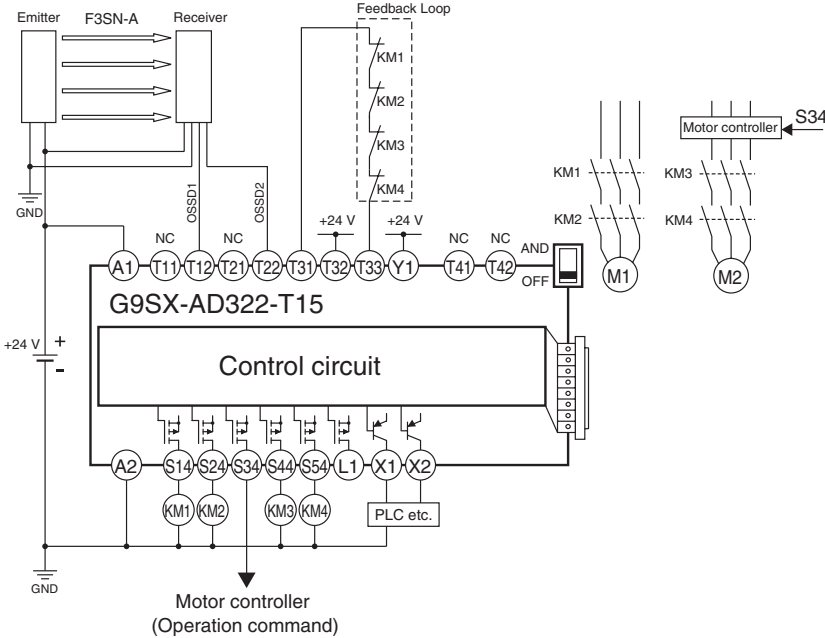 Emitter F3SN-A Receiver
Feedback Loop
KM1
KM2
KM3
KM4
GND
OSSD1
OSSD2
+24 V +24 V
NC NC NC NC
A1 T11 T12 T21 T22 T31 T32 T33 Y1 T41 T42
AND
OFF
G9SX-AD322-T15
Control circuit
+24 V
+
-
A2 S14 S24 S34 S44 S54 L1 X1 X2
KM1 KM2 KM3 KM4
PLC etc.
GND
Motor controller
(Operation command)
Motor controller S34
KM1 KM3
KM2 KM4
M1 M2